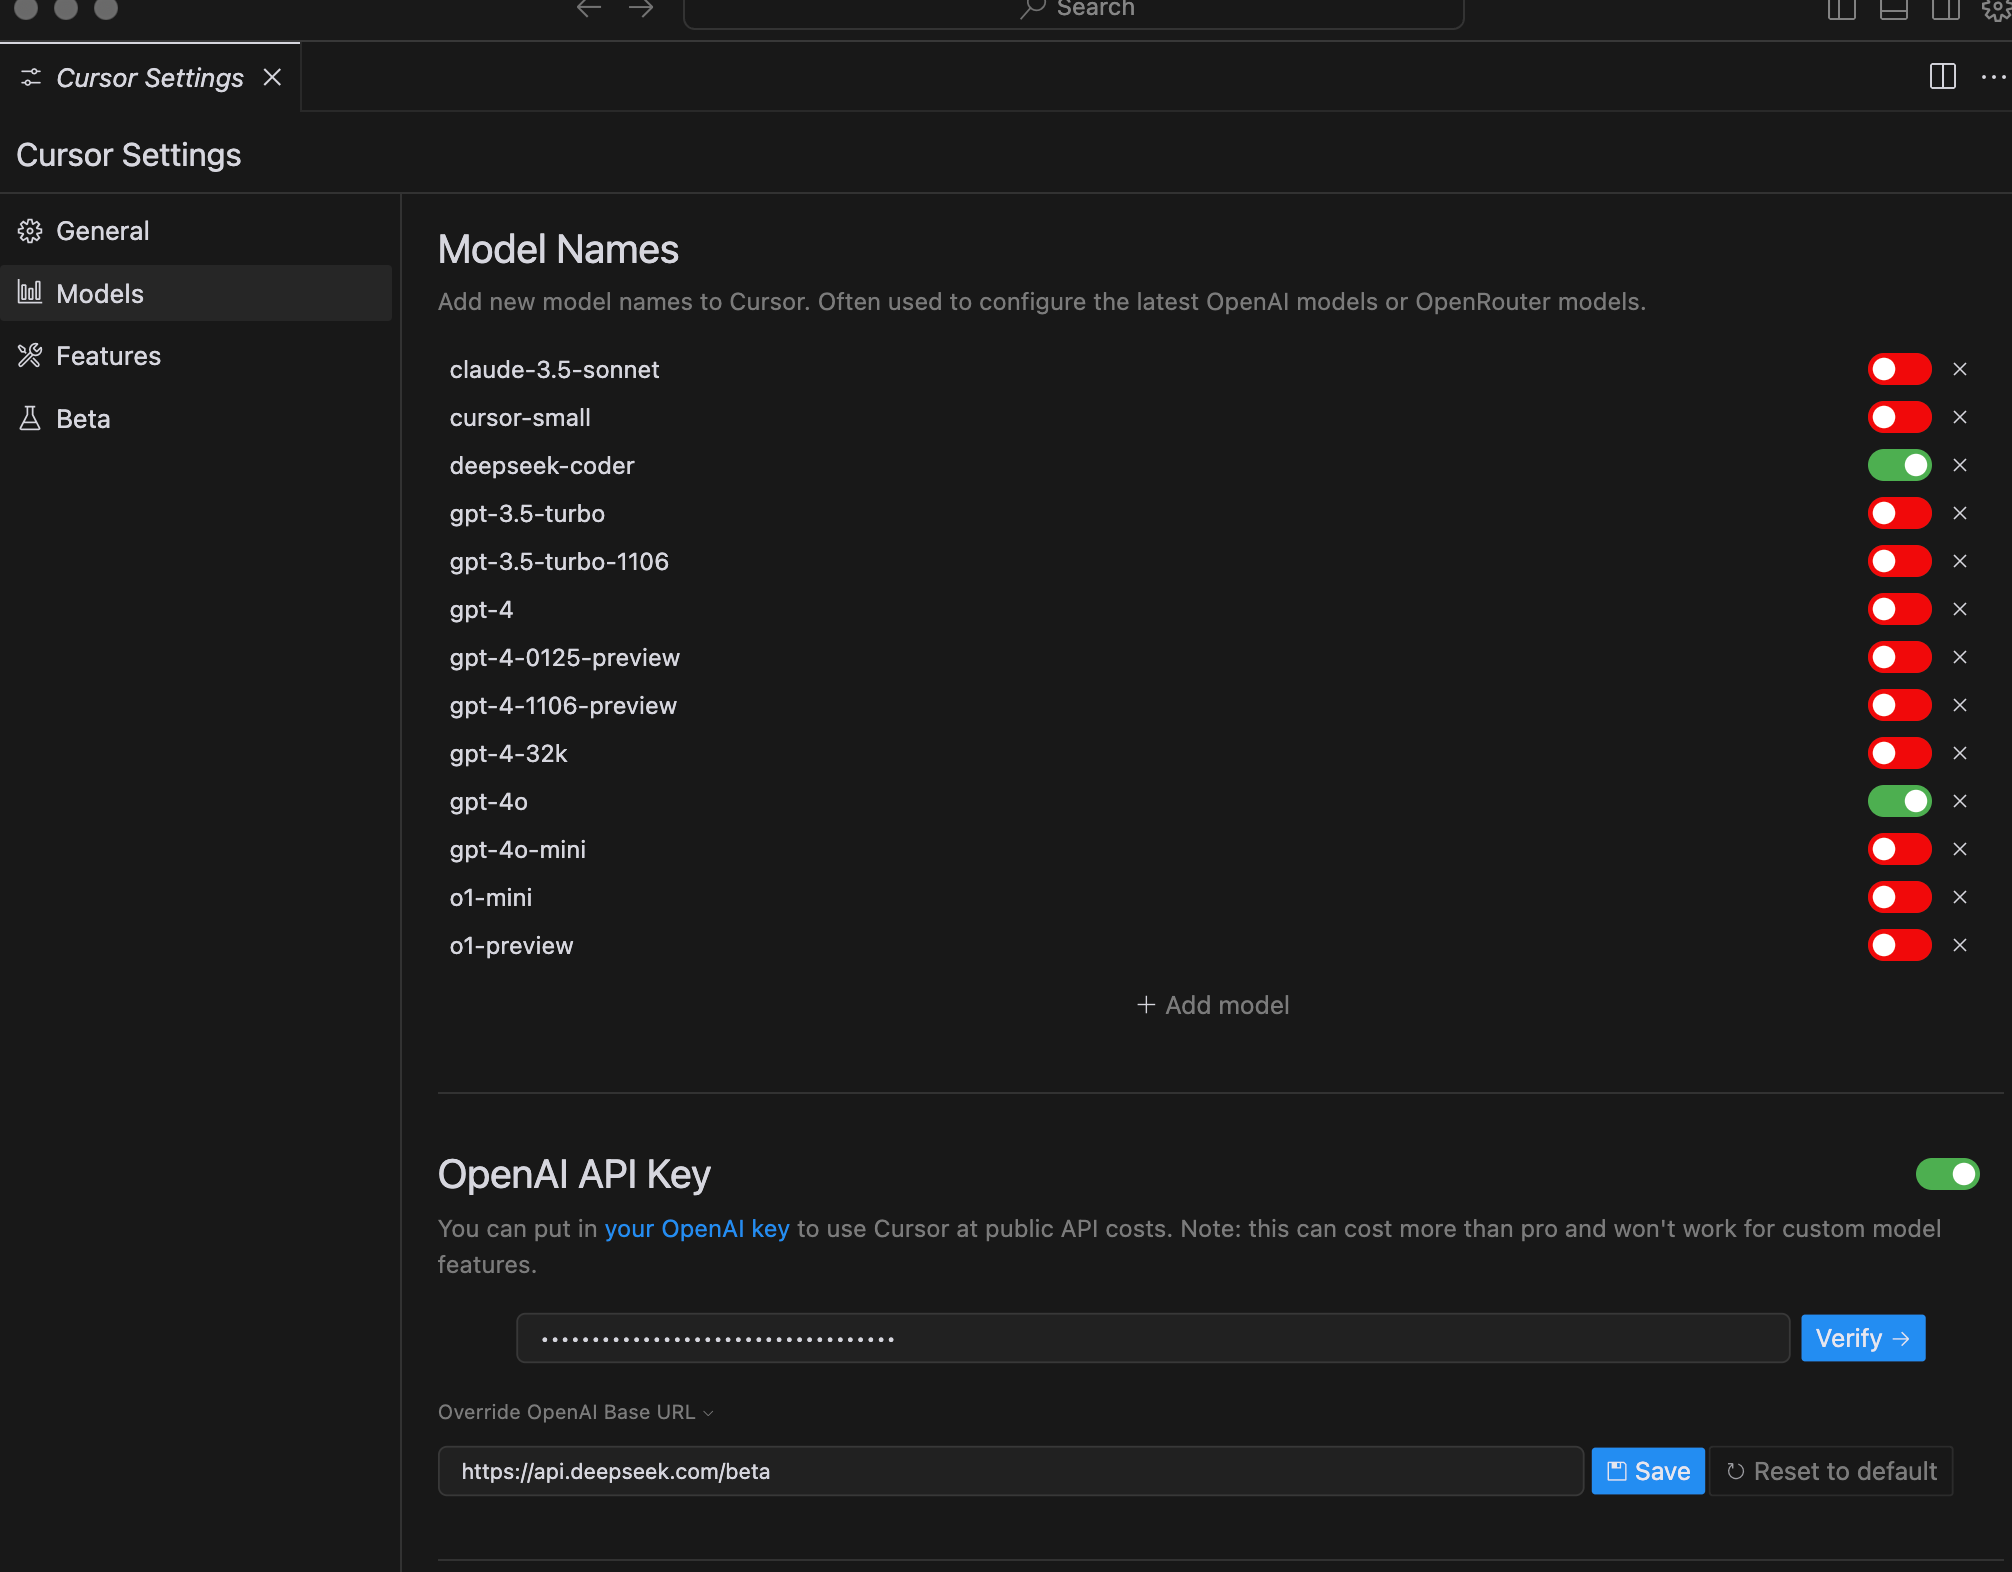 Search
Cursor Settings
Cursor Settings
General
Models
Features
Beta
Model Names
Add new model names to Cursor. Often used to configure the latest OpenAI models or OpenRouter models.
claude-3.5-sonnet
cursor-small
deepseek-coder
gpt-3.5-turbo
gpt-3.5-turbo-1106
gpt-4
gpt-4-0125-preview
gpt-4-1106-preview
gpt-4-32k
gpt-4o
gpt-4o-mini
o1-mini
o1-preview
+ Add model
OpenAI API Key
You can put in your OpenAI key to use Cursor at public API costs. Note: this can cost more than pro and won't work for custom model
features.
••••••••••••••••••••••••••••••••••• Verify →
Override OpenAI Base URL
https://api.deepseek.com/beta Save Reset to default